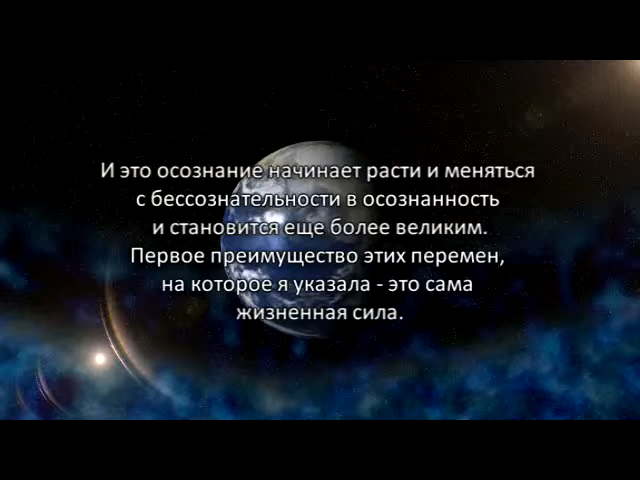 И это осознание начинает расти и меняться
с бессознательности в осознанность
и становится еще более великим.
Первое преимущество этих перемен,
на которое я указала - это сама
жизненная сила.